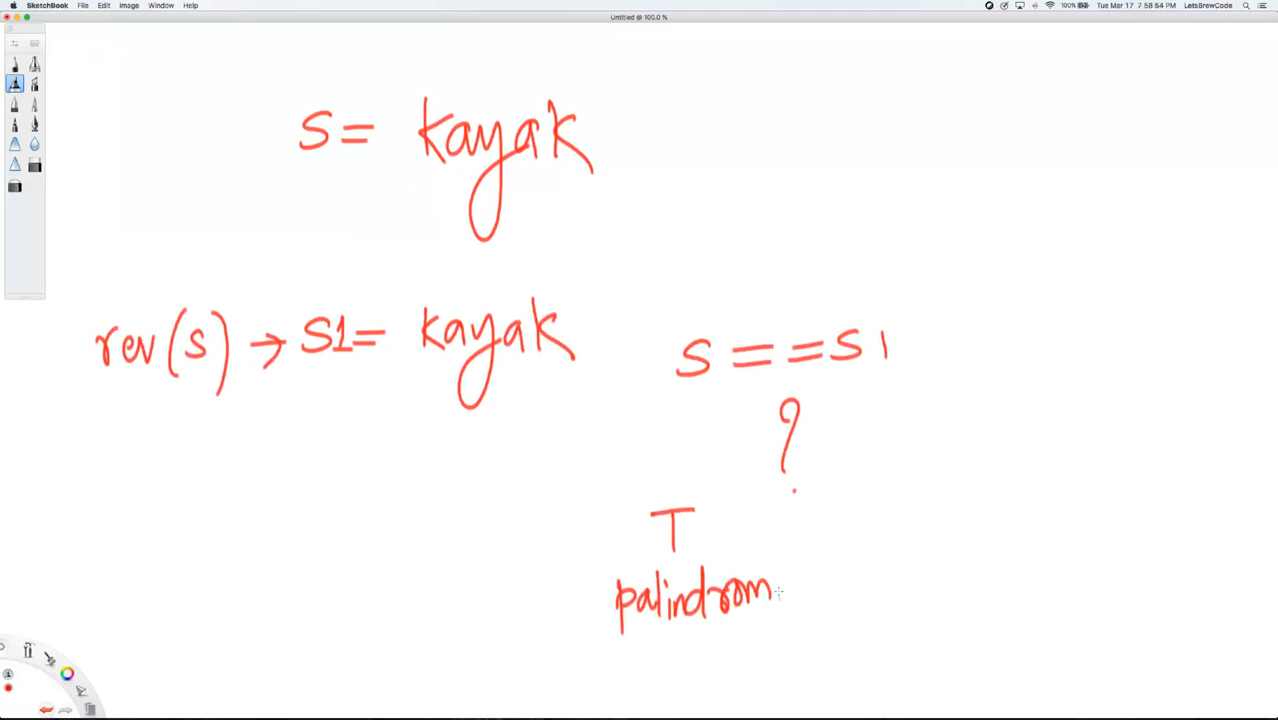 SketchBook File Edit Image Window Help
100% Tue Mar 17 7:58:54 PM LetsBrewCode
Untitled @ 100.0 %
S= kayak
rev(s) → S1= kayak
S==S1
?
T
palindrom